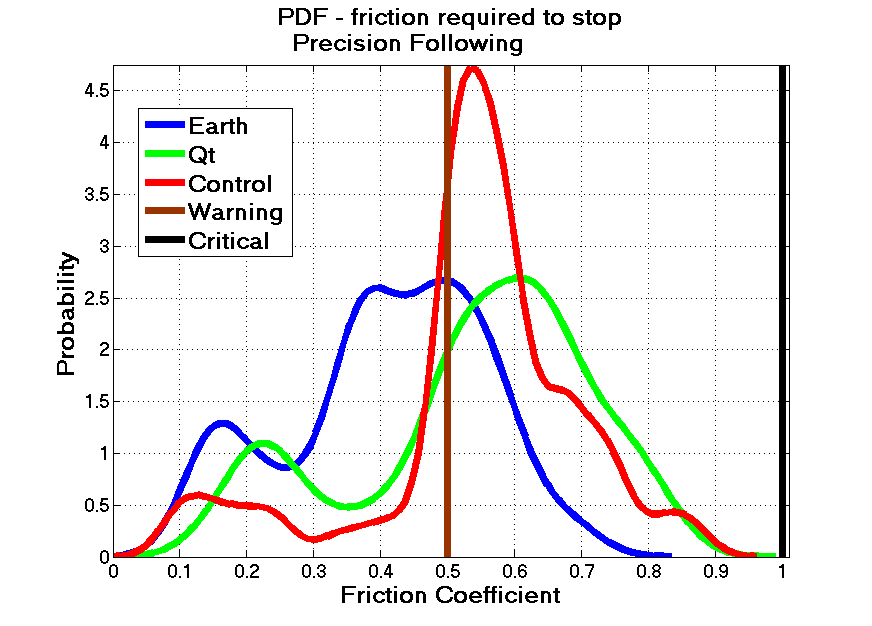 PDF - friction required to stop
Precision Following
4.5
4
3.5
3
2.5
2
1.5
1
0.5
0
Probability
Earth
Qt
Control
Warning
Critical
0 0.1 0.2 0.3 0.4 0.5 0.6 0.7 0.8 0.9 1
Friction Coefficient